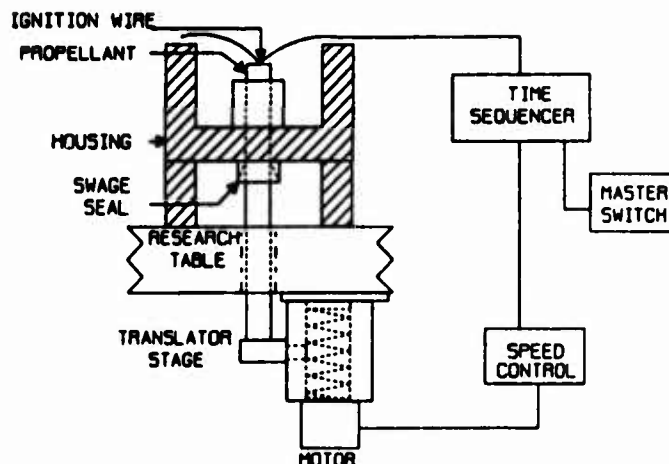 IGNITION WIRE
PROPELLANT
HOUSING
SWAGE
SEAL
RESEARCH
TABLE
TRANSLATOR
STAGE
MOTOR
TIME
SEQUENCER
MASTER
SWITCH
SPEED
CONTROL